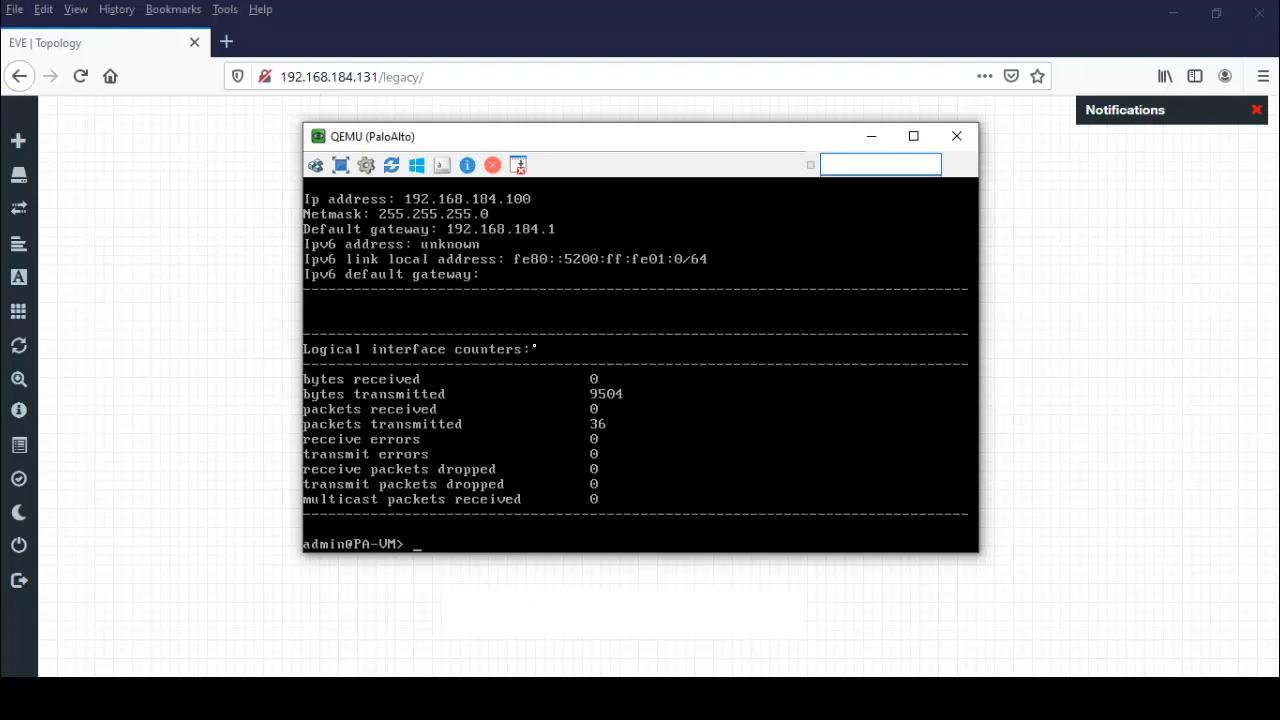 File Edit View History Bookmarks Tools Help
EVE | Topology
192.168.184.131/legacy/
Notifications
QEMU (PaloAlto)
Ip address: 192.168.184.100
Netmask: 255.255.255.0
Default gateway: 192.168.184.1
Ipv6 address: unknown
Ipv6 link local address: fe80::5200:ff:fe01:0/64
Ipv6 default gateway:
--------------------------------------------------------------------------------
--------------------------------------------------------------------------------
Logical interface counters:
--------------------------------------------------------------------------------
bytes received 0
bytes transmitted 9504
packets received 0
packets transmitted 36
receive errors 0
transmit errors 0
receive packets dropped 0
transmit packets dropped 0
multicast packets received 0
--------------------------------------------------------------------------------
admin@PA-VM> _